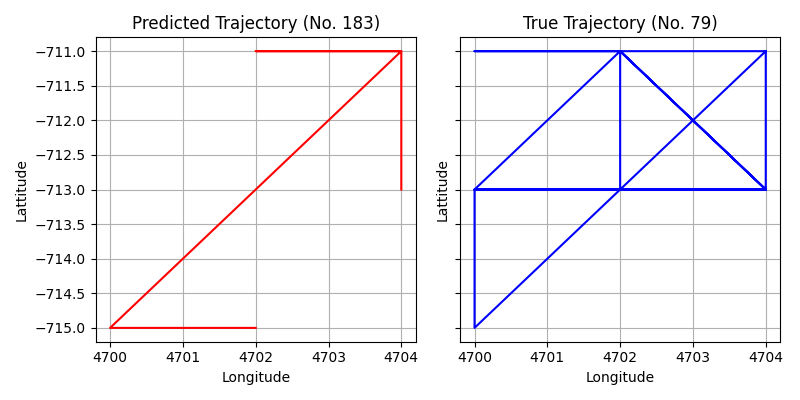 Predicted Trajectory (No. 183)
True Trajectory (No. 79)
Lattitude
−711.0
−711.5
−712.0
−712.5
−713.0
−713.5
−714.0
−714.5
−715.0
4700 4701 4702 4703 4704
Longitude
Lattitude
4700 4701 4702 4703 4704
Longitude